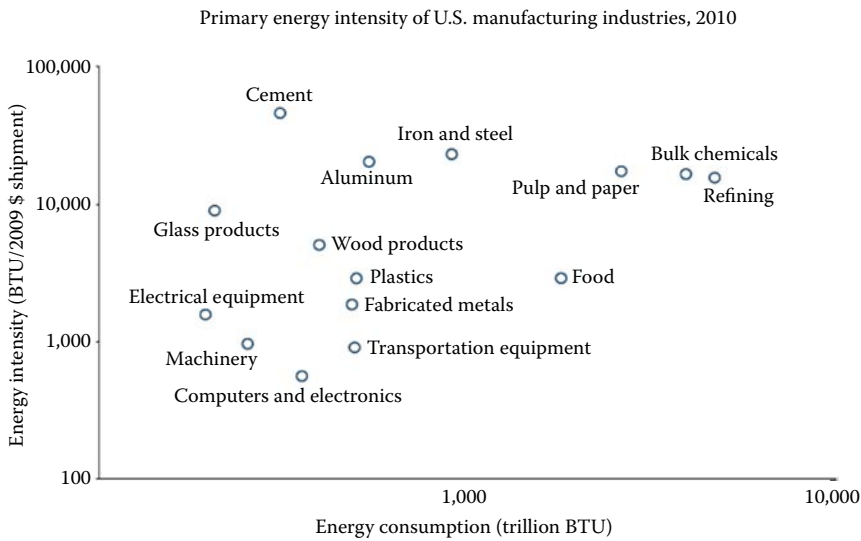 Primary energy intensity of U.S. manufacturing industries, 2010
100,000
Cement
Iron and steel
Bulk chemicals
Aluminum
Pulp and paper
Refining
10,000
Glass products
Wood products
Plastics
Food
Electrical equipment
Fabricated metals
1,000
Transportation equipment
Machinery
Computers and electronics
100
1,000
10,000
Energy intensity (BTU/2009 $ shipment)
Energy consumption (trillion BTU)